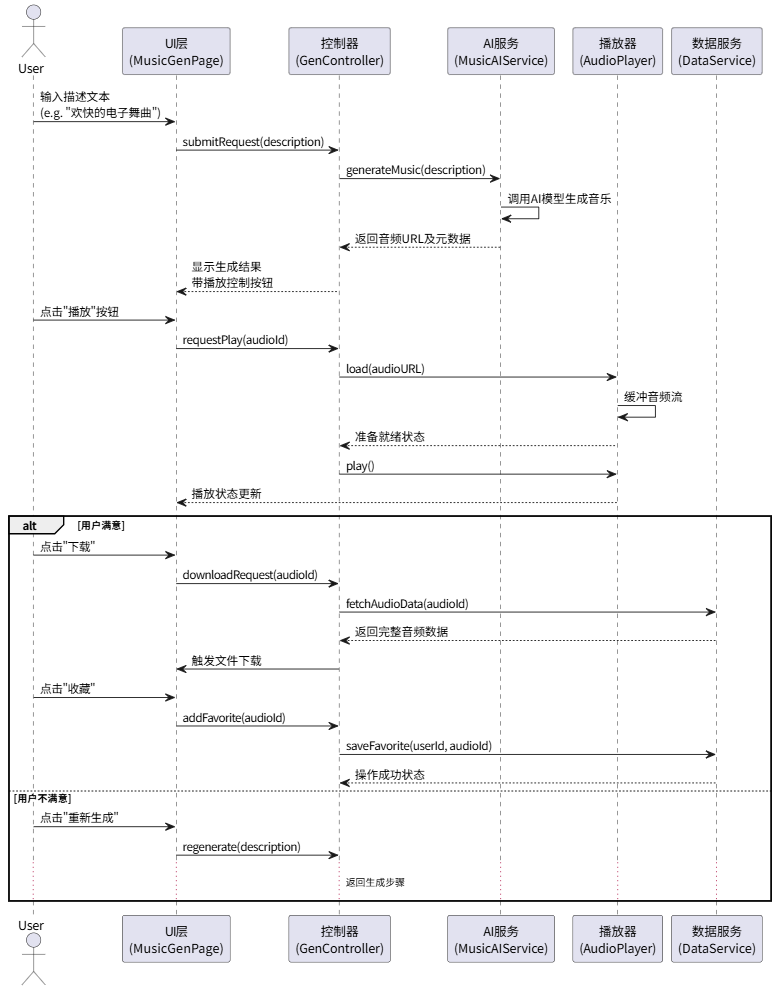 User
UI层
(MusicGenPage)
控制器
(GenController)
AI服务
(MusicAIService)
播放器
(AudioPlayer)
数据服务
(DataService)
输入描述文本
(e.g. "欢快的电子舞曲")
submitRequest(description)
generateMusic(description)
调用AI模型生成音乐
返回音频URL及元数据
显示生成结果
带播放控制按钮
点击"播放"按钮
requestPlay(audioId)
load(audioURL)
缓冲音频流
准备就绪状态
play()
播放状态更新
alt [用户满意]
点击"下载"
downloadRequest(audioId)
fetchAudioData(audioId)
返回完整音频数据
触发文件下载
点击"收藏"
addFavorite(audioId)
saveFavorite(userId, audioId)
操作成功状态
[用户不满意]
点击"重新生成"
regenerate(description)
返回生成步骤
User
UI层
(MusicGenPage)
控制器
(GenController)
AI服务
(MusicAIService)
播放器
(AudioPlayer)
数据服务
(DataService)